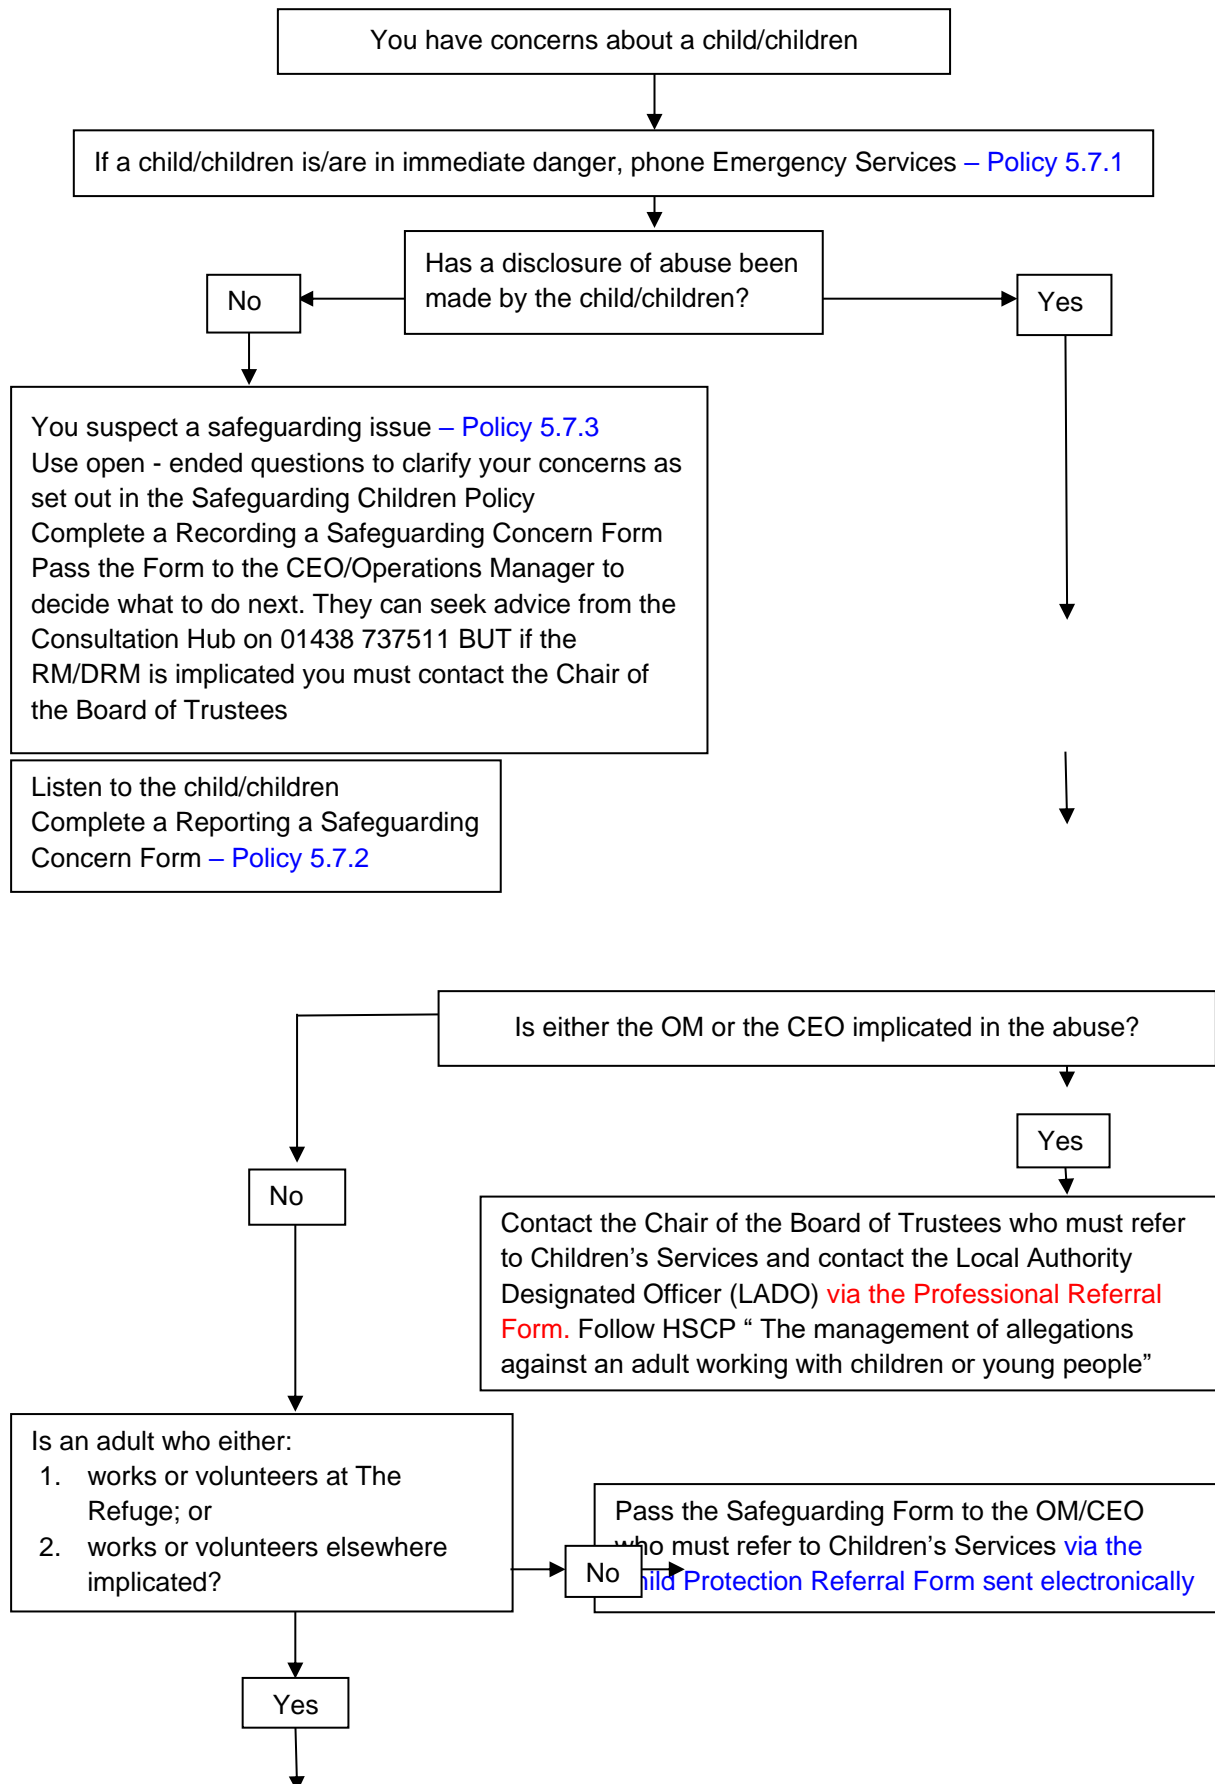 You have concerns about a child/children
If a child/children is/are in immediate danger, phone Emergency Services – Policy 5.7.1
Has a disclosure of abuse been
made by the child/children?
No
Yes
You suspect a safeguarding issue – Policy 5.7.3
Use open - ended questions to clarify your concerns as
set out in the Safeguarding Children Policy
Complete a Recording a Safeguarding Concern Form
Pass the Form to the CEO/Operations Manager to
decide what to do next. They can seek advice from the
Consultation Hub on 01438 737511 BUT if the
RM/DRM is implicated you must contact the Chair of
the Board of Trustees
Listen to the child/children
Complete a Reporting a Safeguarding
Concern Form – Policy 5.7.2
Is either the OM or the CEO implicated in the abuse?
Yes
No
Contact the Chair of the Board of Trustees who must refer
to Children’s Services and contact the Local Authority
Designated Officer (LADO) via the Professional Referral
Form. Follow HSCP “ The management of allegations
against an adult working with children or young people”
Is an adult who either:
1. works or volunteers at The
Refuge; or
2. works or volunteers elsewhere
implicated?
No
Pass the Safeguarding Form to the OM/CEO
who must refer to Children’s Services via the
hild Protection Referral Form sent electronically
Yes